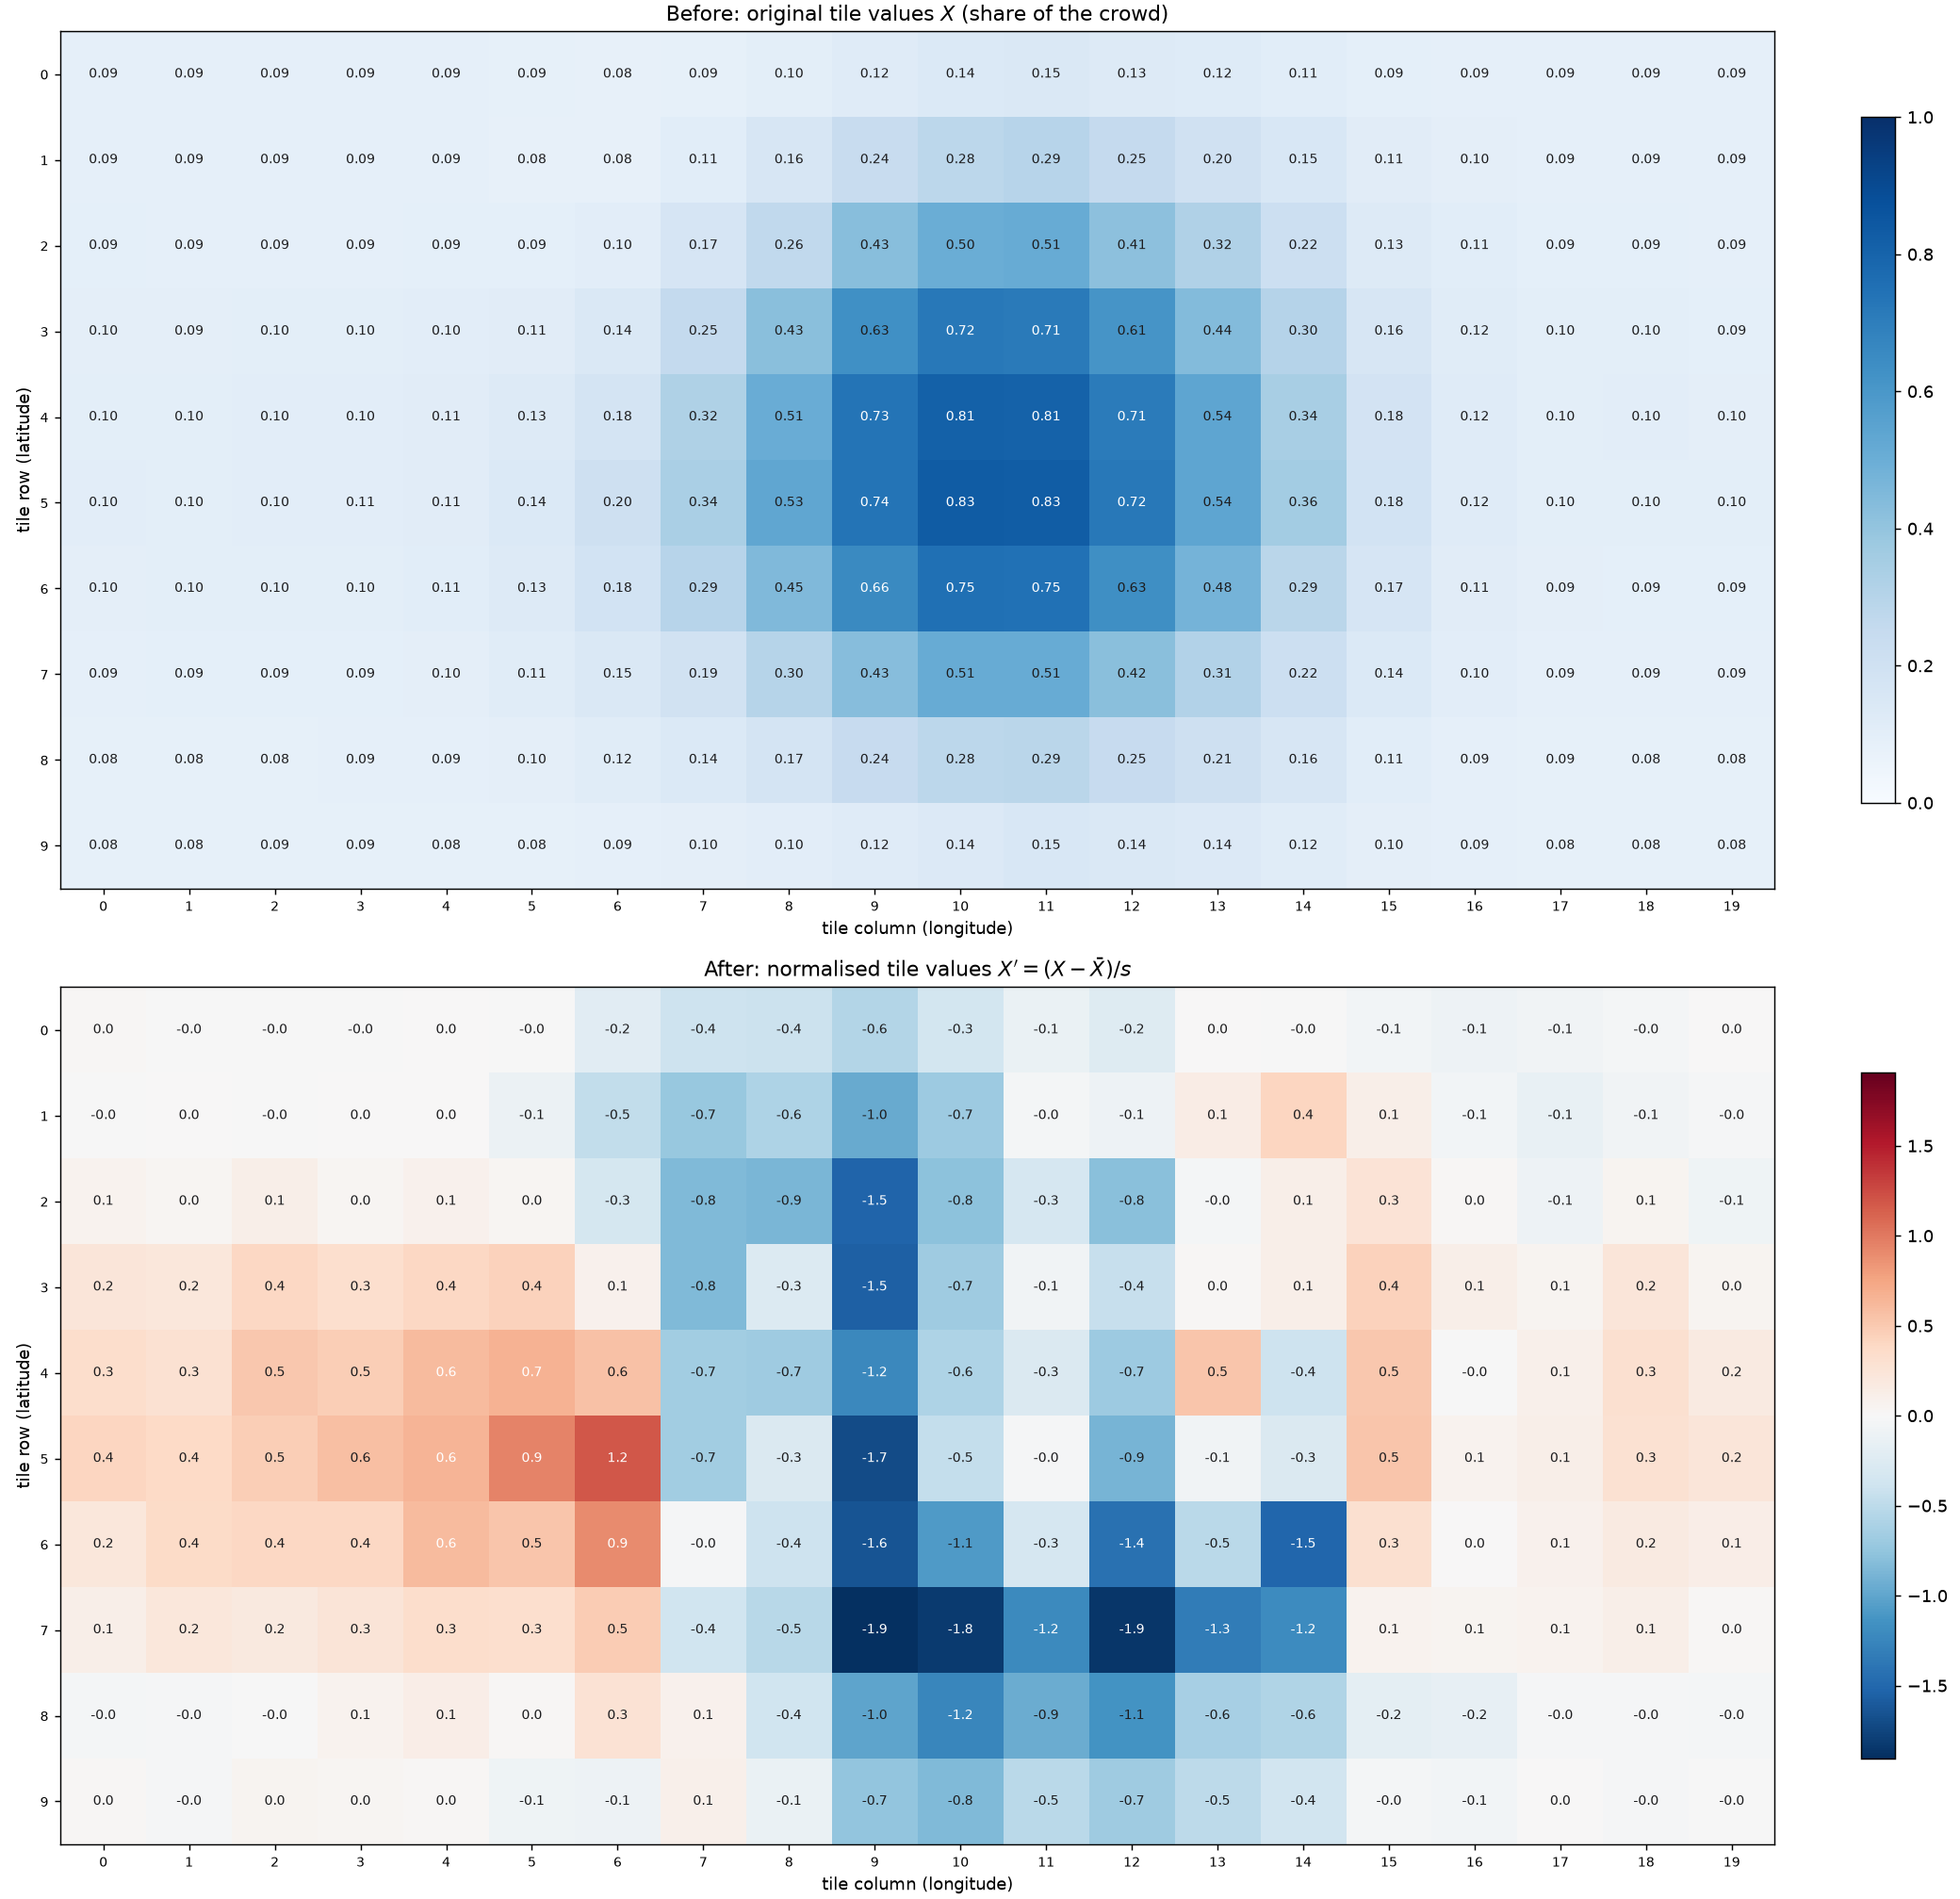 Before: original tile values X (share of the crowd)
0 0.09 0.09 0.09 0.09 0.09 0.09 0.08 0.09 0.10 0.12 0.14 0.15 0.13 0.12 0.11 0.09 0.09 0.09 0.09 0.09
1 0.09 0.09 0.09 0.09 0.09 0.08 0.08 0.11 0.16 0.24 0.28 0.29 0.25 0.20 0.15 0.11 0.10 0.09 0.09 0.09
2 0.09 0.09 0.09 0.09 0.09 0.09 0.10 0.17 0.26 0.43 0.50 0.51 0.41 0.32 0.22 0.13 0.11 0.09 0.09 0.09
3 0.10 0.09 0.10 0.10 0.10 0.11 0.14 0.25 0.43 0.63 0.72 0.71 0.61 0.44 0.30 0.16 0.12 0.10 0.10 0.09
4 0.10 0.10 0.10 0.10 0.11 0.13 0.18 0.32 0.51 0.73 0.81 0.81 0.71 0.54 0.34 0.18 0.12 0.10 0.10 0.10
5 0.10 0.10 0.10 0.11 0.11 0.14 0.20 0.34 0.53 0.74 0.83 0.83 0.72 0.54 0.36 0.18 0.12 0.10 0.10 0.10
6 0.10 0.10 0.10 0.10 0.11 0.13 0.18 0.29 0.45 0.66 0.75 0.75 0.63 0.48 0.29 0.17 0.11 0.09 0.09 0.09
7 0.09 0.09 0.09 0.09 0.10 0.11 0.15 0.19 0.30 0.43 0.51 0.51 0.42 0.31 0.22 0.14 0.10 0.09 0.09 0.09
8 0.08 0.08 0.08 0.09 0.09 0.10 0.12 0.14 0.17 0.24 0.28 0.29 0.25 0.21 0.16 0.11 0.09 0.09 0.08 0.08
9 0.08 0.08 0.09 0.09 0.08 0.08 0.09 0.10 0.10 0.12 0.14 0.15 0.14 0.14 0.12 0.10 0.09 0.08 0.08 0.08
0 1 2 3 4 5 6 7 8 9 10 11 12 13 14 15 16 17 18 19
tile column (longitude)
tile row (latitude)
1.0
0.8
0.6
0.4
0.2
0.0
After: normalised tile values X′ = (X − X̄)/s
0 0.0 -0.0 -0.0 -0.0 0.0 -0.0 -0.2 -0.4 -0.4 -0.6 -0.3 -0.1 -0.2 0.0 -0.0 -0.1 -0.1 -0.1 -0.0 0.0
1 -0.0 0.0 -0.0 0.0 0.0 -0.1 -0.5 -0.7 -0.6 -1.0 -0.7 -0.0 -0.1 0.1 0.4 0.1 -0.1 -0.1 -0.1 -0.0
2 0.1 0.0 0.1 0.0 0.1 0.0 -0.3 -0.8 -0.9 -1.5 -0.8 -0.3 -0.8 -0.0 0.1 0.3 0.0 -0.1 0.1 -0.1
3 0.2 0.2 0.4 0.3 0.4 0.4 0.1 -0.8 -0.3 -1.5 -0.7 -0.1 -0.4 0.0 0.1 0.4 0.1 0.1 0.2 0.0
4 0.3 0.3 0.5 0.5 0.6 0.7 0.6 -0.7 -0.7 -1.2 -0.6 -0.3 -0.7 0.5 -0.4 0.5 -0.0 0.1 0.3 0.2
5 0.4 0.4 0.5 0.6 0.6 0.9 1.2 -0.7 -0.3 -1.7 -0.5 -0.0 -0.9 -0.1 -0.3 0.5 0.1 0.1 0.3 0.2
6 0.2 0.4 0.4 0.4 0.6 0.5 0.9 -0.0 -0.4 -1.6 -1.1 -0.3 -1.4 -0.5 -1.5 0.3 0.0 0.1 0.2 0.1
7 0.1 0.2 0.2 0.3 0.3 0.3 0.5 -0.4 -0.5 -1.9 -1.8 -1.2 -1.9 -1.3 -1.2 0.1 0.1 0.1 0.1 0.0
8 -0.0 -0.0 -0.0 0.1 0.1 0.0 0.3 0.1 -0.4 -1.0 -1.2 -0.9 -1.1 -0.6 -0.6 -0.2 -0.2 -0.0 -0.0 -0.0
9 0.0 -0.0 0.0 0.0 0.0 -0.1 -0.1 0.1 -0.1 -0.7 -0.8 -0.5 -0.7 -0.5 -0.4 -0.0 -0.1 0.0 -0.0 -0.0
0 1 2 3 4 5 6 7 8 9 10 11 12 13 14 15 16 17 18 19
tile column (longitude)
tile row (latitude)
1.5
1.0
0.5
0.0
−0.5
−1.0
−1.5